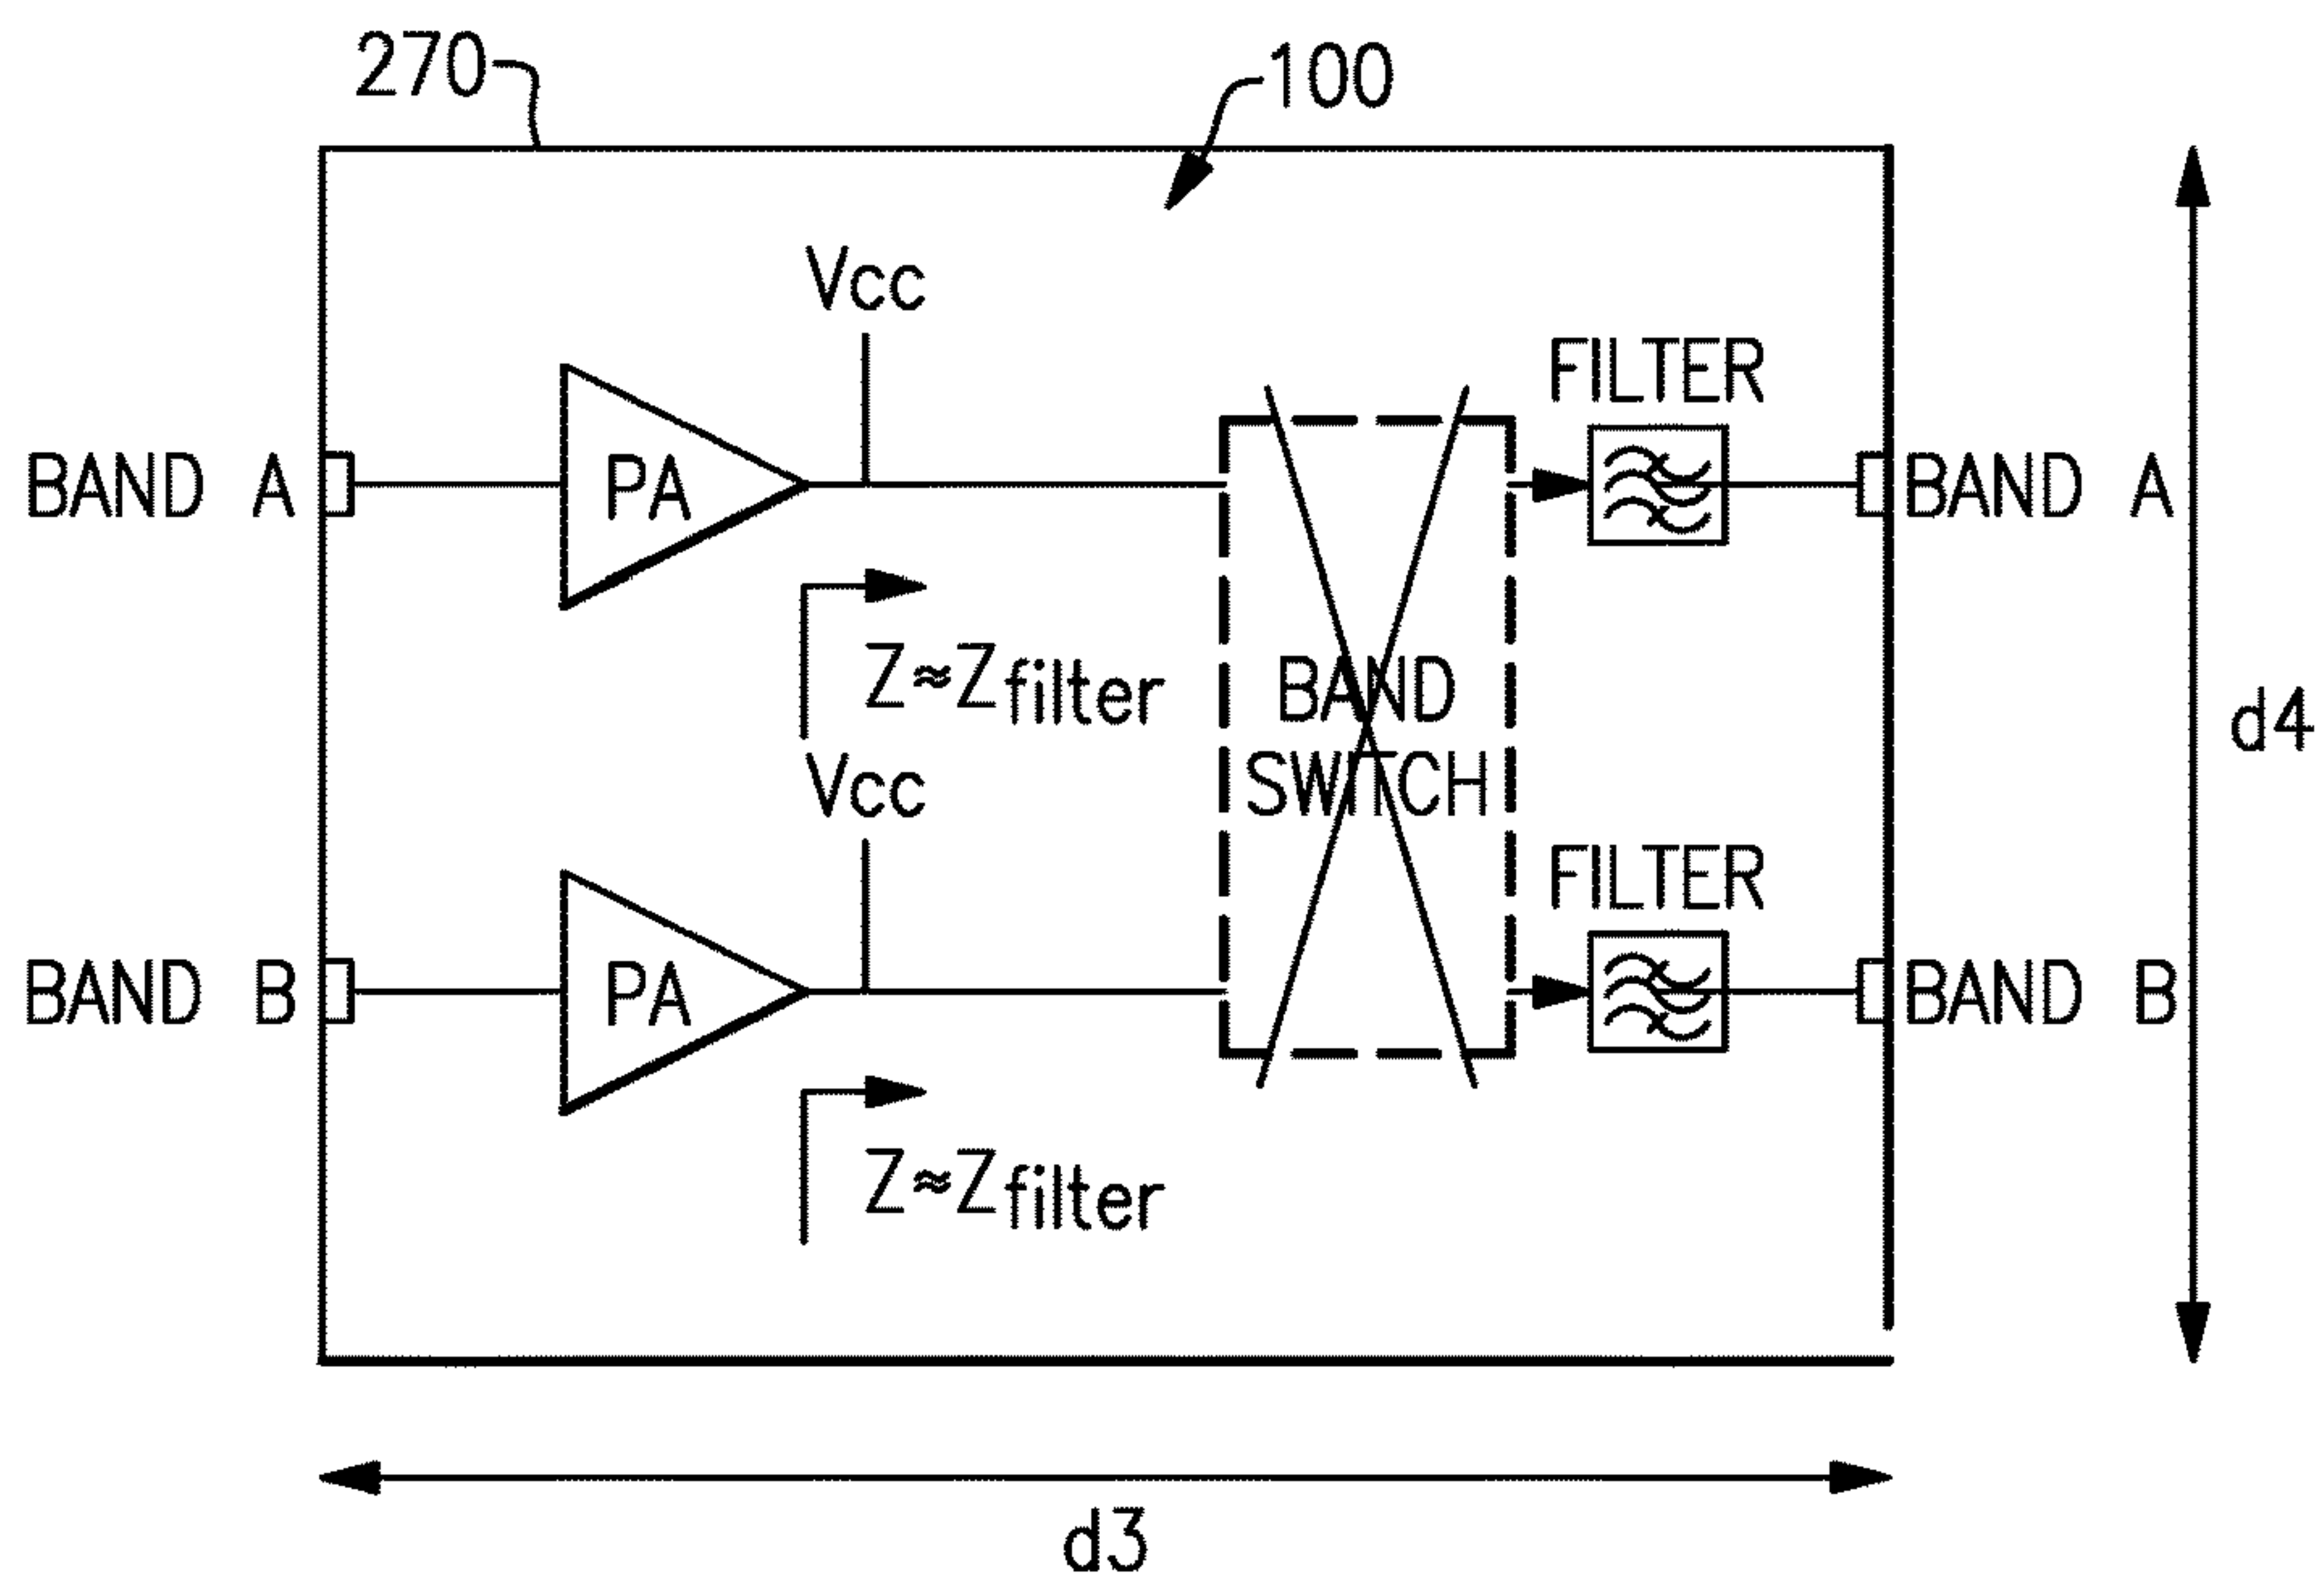 270
100
Vcc
FILTER
BAND A
PA
BAND A
Z≈Zfilter
BAND
SWITCH
d4
Vcc
FILTER
BAND B
PA
BAND B
Z≈Zfilter
d3